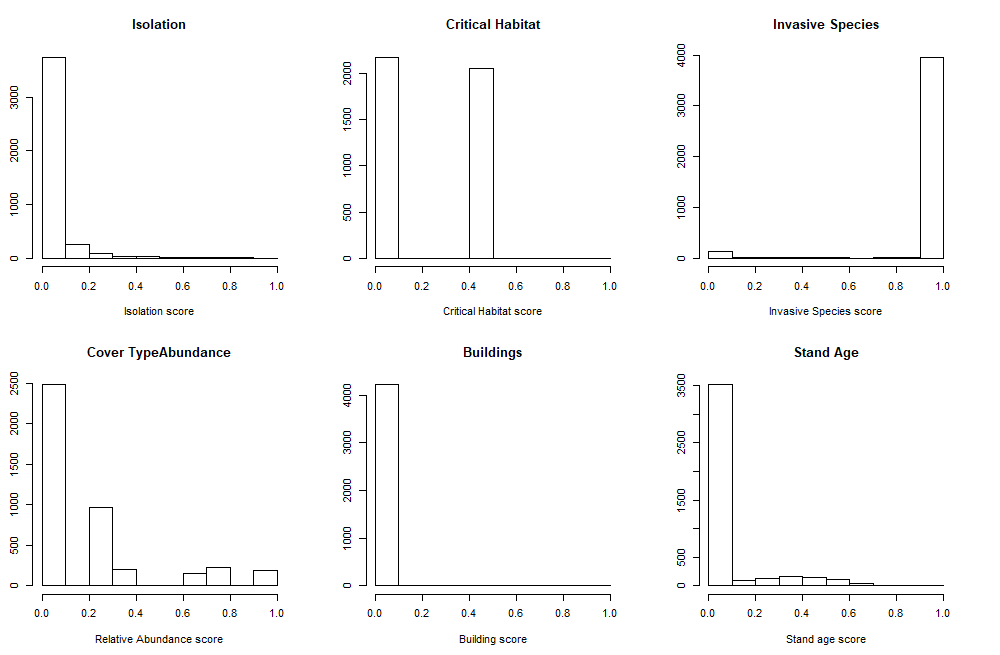 Isolation
3000
2000
1000
0
0.0 0.2 0.4 0.6 0.8 1.0
Isolation score
Critical Habitat
2000
1500
1000
500
0
0.0 0.2 0.4 0.6 0.8 1.0
Critical Habitat score
Invasive Species
4000
3000
2000
1000
0
0.0 0.2 0.4 0.6 0.8 1.0
Invasive Species score
Cover TypeAbundance
2500
2000
1500
1000
500
0
0.0 0.2 0.4 0.6 0.8 1.0
Relative Abundance score
Buildings
4000
3000
2000
1000
0
0.0 0.2 0.4 0.6 0.8 1.0
Building score
Stand Age
3500
2500
1500
500
0
0.0 0.2 0.4 0.6 0.8 1.0
Stand age score